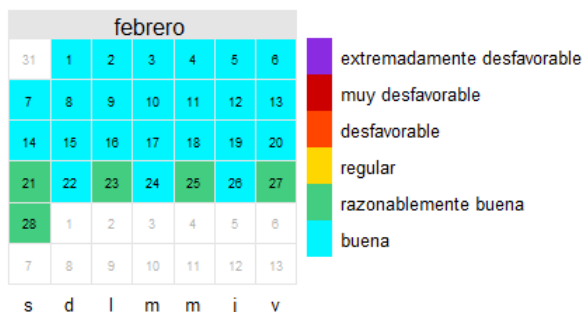 febrero
31 1 2 3 4 5 6
7 8 9 10 11 12 13
14 15 16 17 18 19 20
21 22 23 24 25 26 27
28 1 2 3 4 5 6
7 8 9 10 11 12 13
s d l m m j v
extremadamente desfavorable
muy desfavorable
desfavorable
regular
razonablemente buena
buena